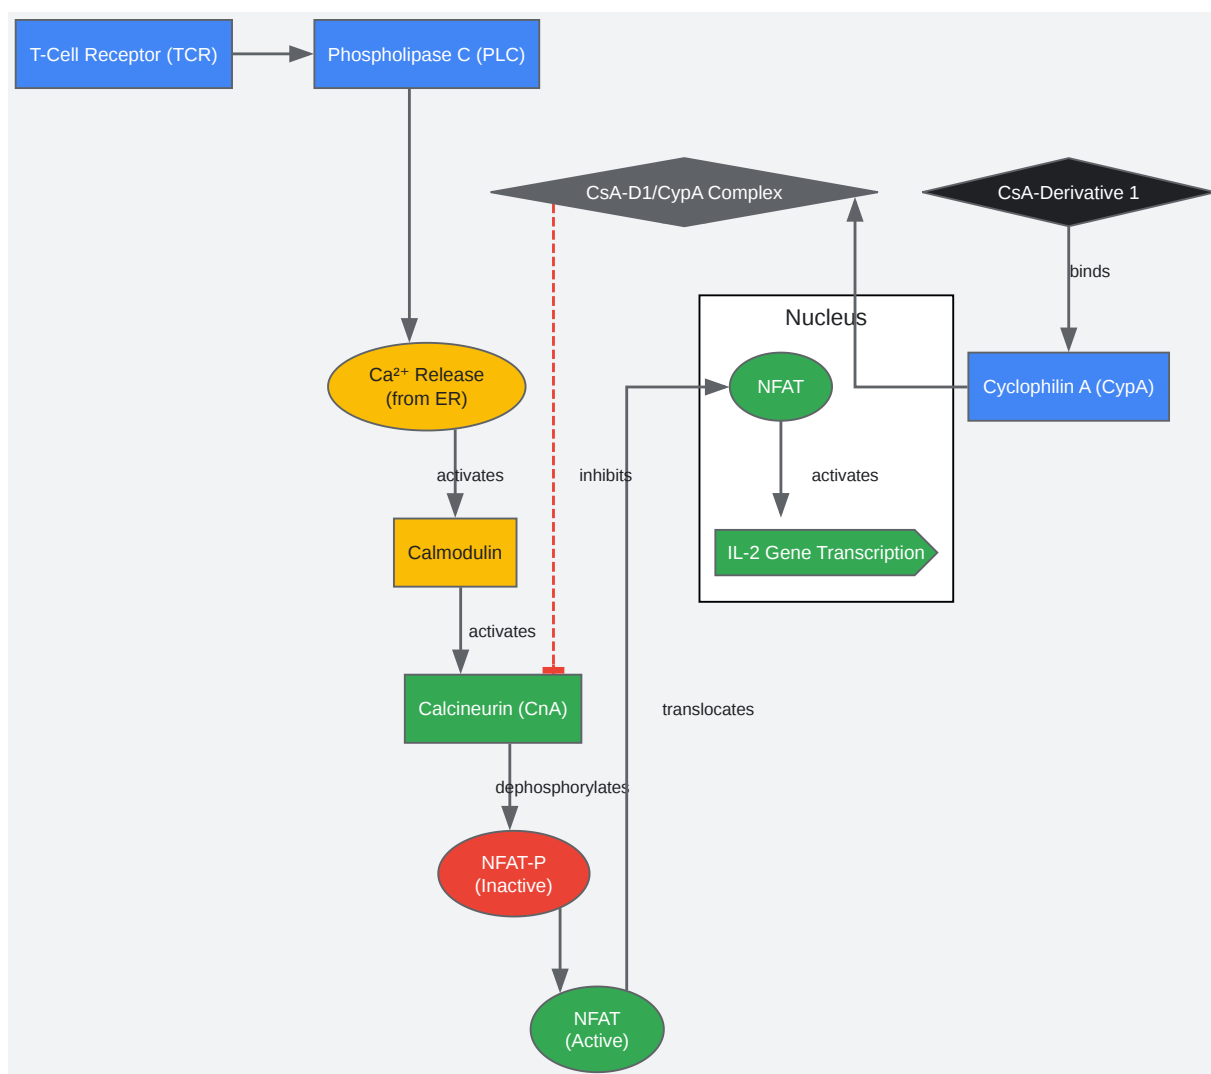 T-Cell Receptor (TCR)
Phospholipase C (PLC)
CsA-D1/CypA Complex
CsA-Derivative 1
binds
Nucleus
Ca²⁺ Release
(from ER)
NFAT
Cyclophilin A (CypA)
activates
inhibits
activates
Calmodulin
IL-2 Gene Transcription
activates
Calcineurin (CnA)
translocates
dephosphorylates
NFAT-P
(Inactive)
NFAT
(Active)